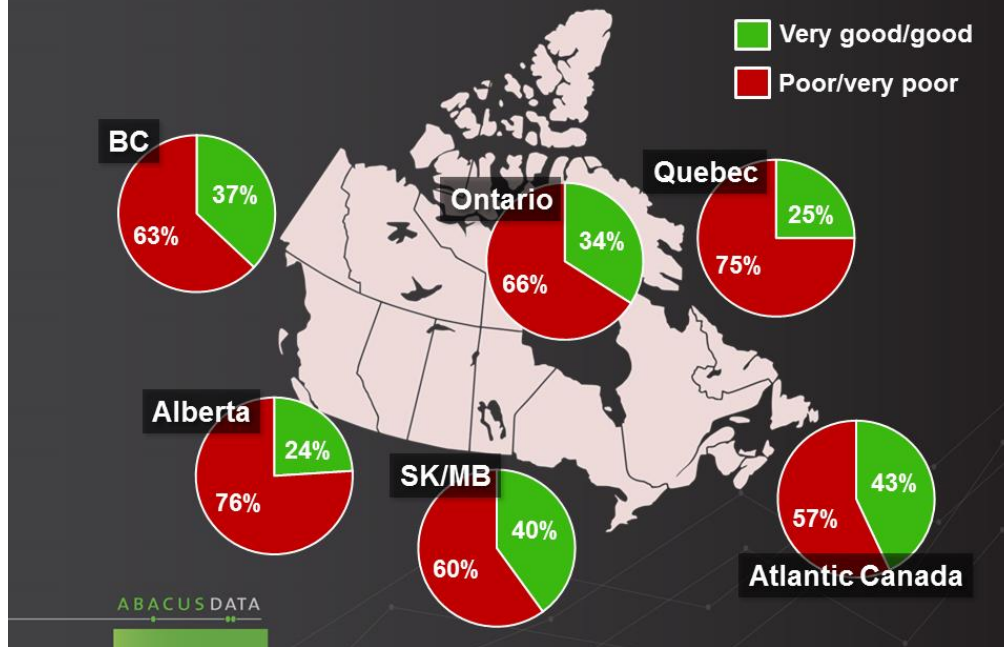 Very good/good
Poor/very poor
BC
37%
63%
Ontario
34%
66%
Quebec
25%
75%
Alberta
24%
76%
SK/MB
40%
60%
43%
57%
Atlantic Canada
ABACUS DATA